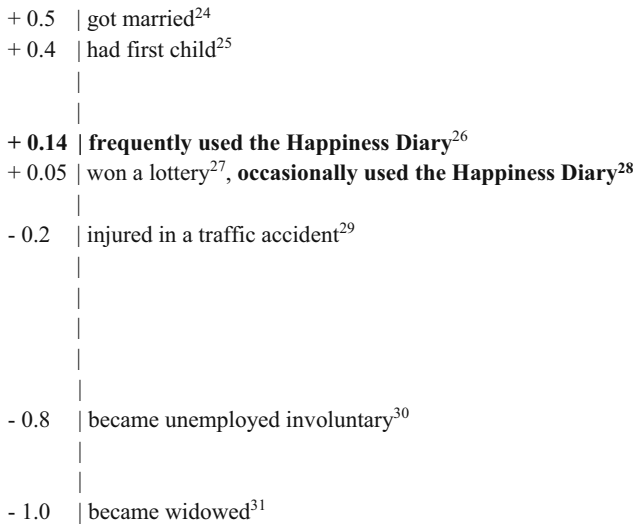 + 0.5 | got married24
+ 0.4 | had first child25
|
|
+ 0.14 | frequently used the Happiness Diary26
+ 0.05 | won a lottery27, occasionally used the Happiness Diary28
|
- 0.2 | injured in a traffic accident29
|
|
|
|
|
- 0.8 | became unemployed involuntary30
|
|
- 1.0 | became widowed31